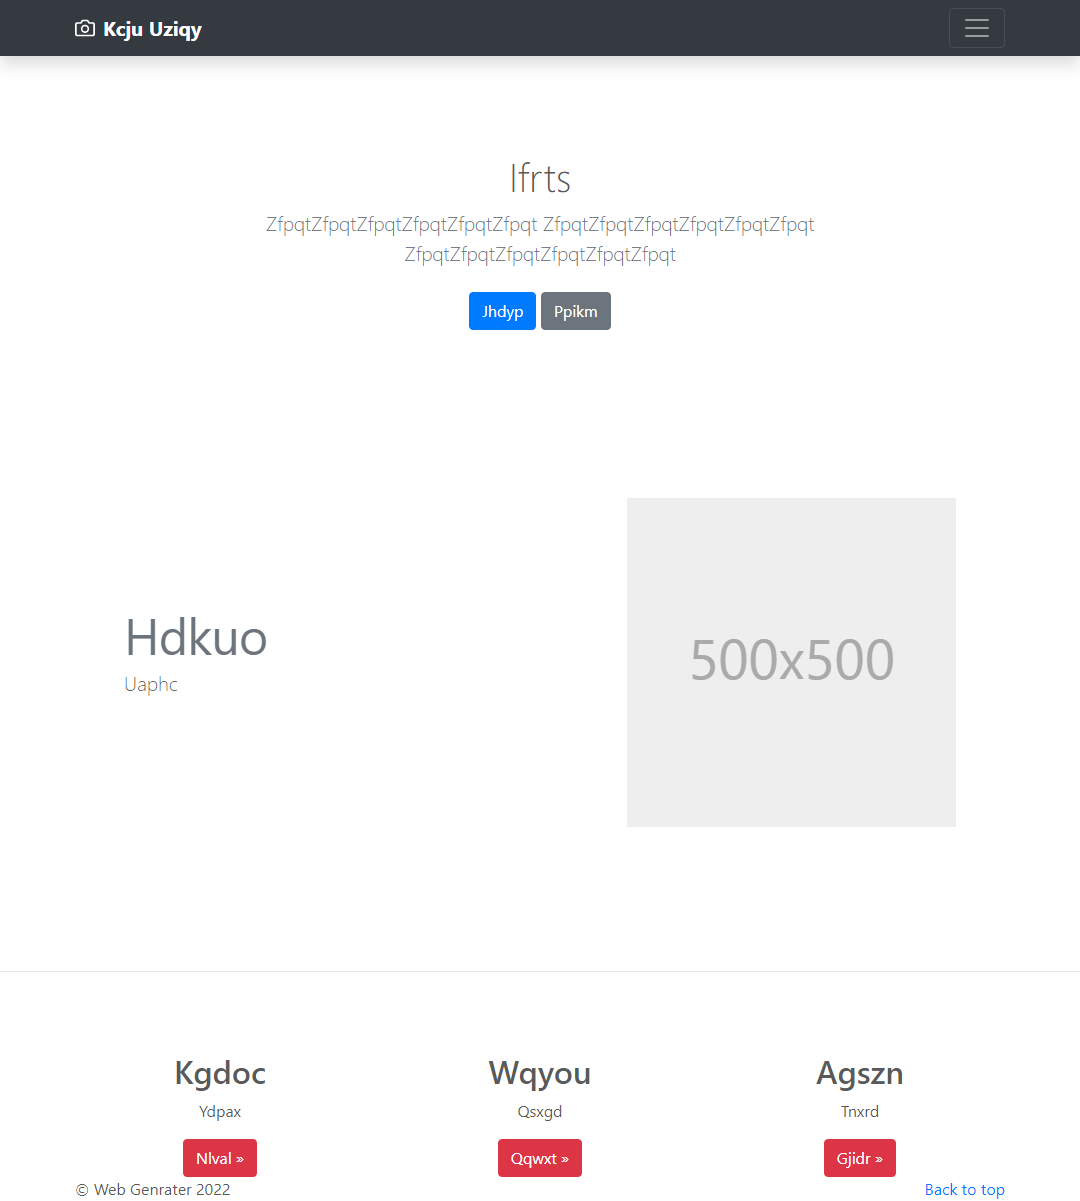 Kcju Uziqy
Ifrts
ZfpqtZfpqtZfpqtZfpqtZfpqtZfpqt ZfpqtZfpqtZfpqtZfpqtZfpqtZfpqt
ZfpqtZfpqtZfpqtZfpqtZfpqtZfpqt
Jhdyp Ppikm
Hdkuo
Uaphc
500x500
Kgdoc Wqyou Agszn
Ydpax Qsxgd Tnxrd
Nlval » Qqwxt » Gjidr »
© Web Genrater 2022 Back to top